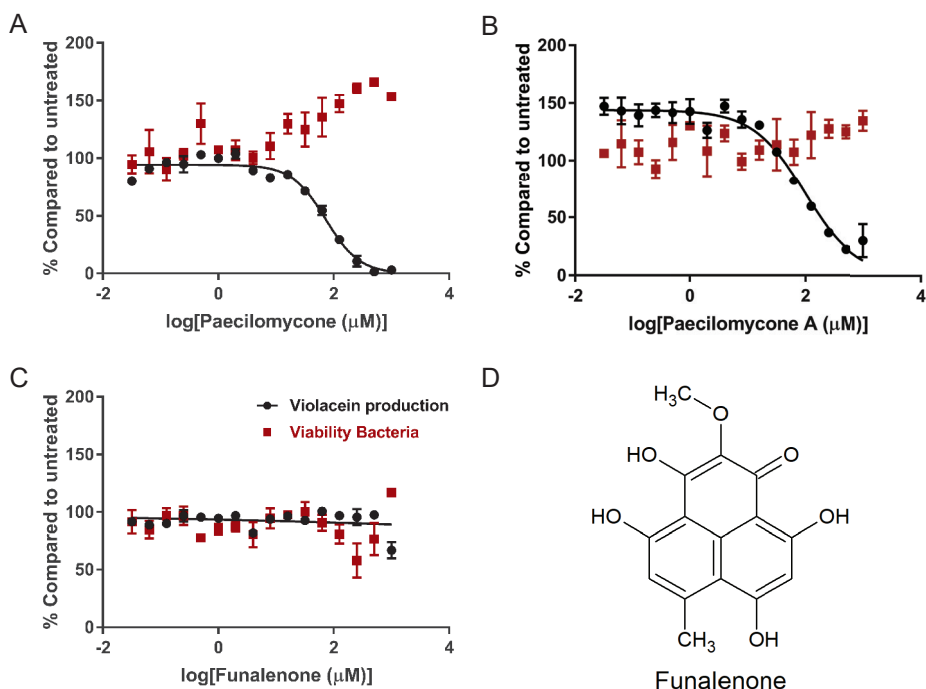 A
% Compared to untreated
200
150
100
50
0
-2 0 2 4
log[Paecilomycone (μM)]
B
% Compared to untreated
200
150
100
50
0
-2 0 2 4
log[Paecilomycone A (μM)]
C
% Compared to untreated
200
150
100
50
0
Violacein production
Viability Bacteria
-2 0 2 4
log[Funalenone (μM)]
D
H₃C
O
HO
O
HO
OH
CH₃
OH
Funalenone